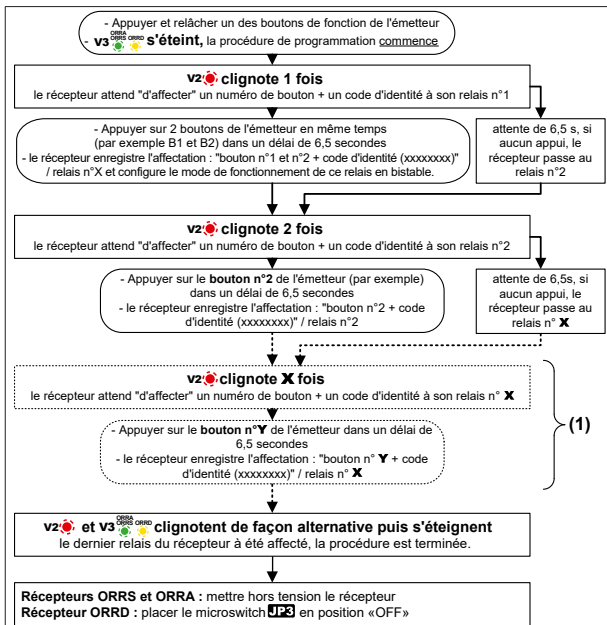 - Appuyer et relâcher un des boutons de fonction de l'émetteur
- V3 ORRA ORRS ORRD s'éteint, la procédure de programmation commence
V2 clignote 1 fois
le récepteur attend "d'affecter" un numéro de bouton + un code d'identité à son relais n°1
- Appuyer sur 2 boutons de l'émetteur en même temps
(par exemple B1 et B2) dans un délai de 6,5 secondes
- le récepteur enregistre l'affectation : "bouton n°1 et n°2 + code d'identité (xxxxxxxx)"
/ relais n°X et configure le mode de fonctionnement de ce relais en bistable.
attente de 6,5 s, si
aucun appui, le
récepteur passe au
relais n°2
V2 clignote 2 fois
le récepteur attend "d'affecter" un numéro de bouton + un code d'identité à son relais n°2
- Appuyer sur le bouton n°2 de l'émetteur (par exemple)
dans un délai de 6,5 secondes
- le récepteur enregistre l'affectation : "bouton n°2 + code
d'identité (xxxxxxxx)" / relais n°2
attente de 6,5s, si
aucun appui, le
récepteur passe au
relais n° X
V2 clignote X fois
le récepteur attend "d'affecter" un numéro de bouton + un code d'identité à son relais n° X
- Appuyer sur le bouton n°Y de l'émetteur dans un délai de
6,5 secondes
- le récepteur enregistre l'affectation : "bouton n° Y + code
d'identité (xxxxxxxx)" / relais n° X
(1)
V2 et V3 ORRA ORRS ORRD clignotent de façon alternative puis s'éteignent
le dernier relais du récepteur à été affecté, la procédure est terminée.
Récepteurs ORRS et ORRA : mettre hors tension le récepteur
Récepteur ORRD : placer le microswitch JP3 en position «OFF»